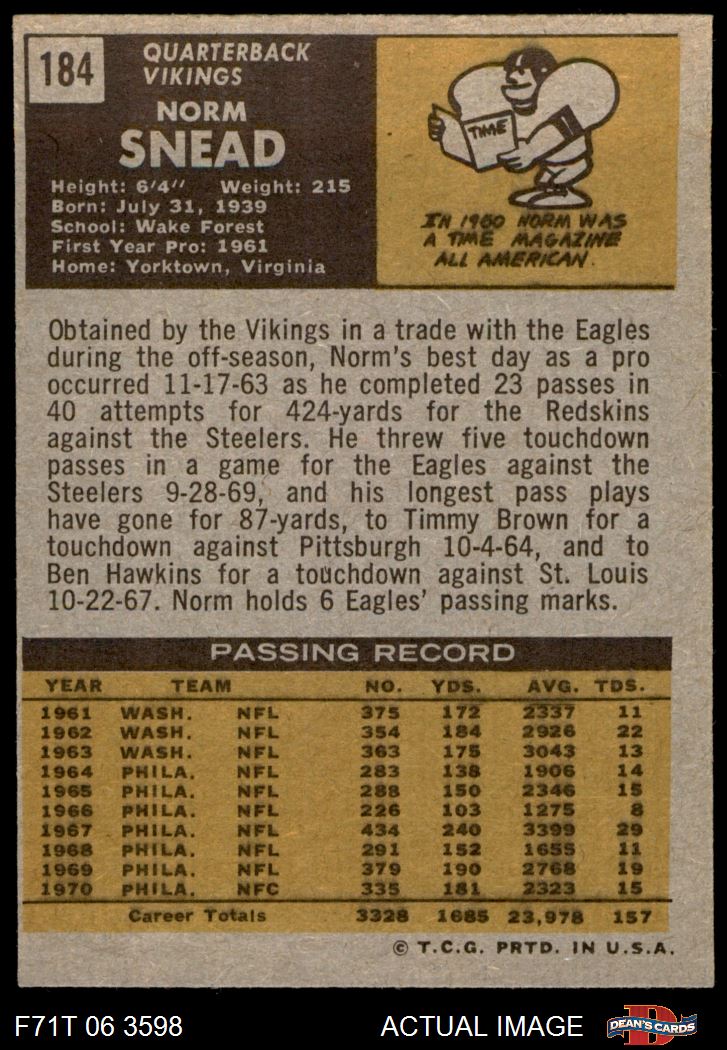 184
QUARTERBACK
VIKINGS
NORM
SNEAD
Height: 6'4" Weight: 215
Born: July 31, 1939
School: Wake Forest
First Year Pro: 1961
Home: Yorktown, Virginia
TIME
IN 1960 NORM WAS
A TIME MAGAZINE
ALL AMERICAN.
Obtained by the Vikings in a trade with the Eagles
during the off-season, Norm's best day as a pro
occurred 11-17-63 as he completed 23 passes in
40 attempts for 424-yards for the Redskins
against the Steelers. He threw five touchdown
passes in a game for the Eagles against the
Steelers 9-28-69, and his longest pass plays
have gone for 87-yards, to Timmy Brown for a
touchdown against Pittsburgh 10-4-64, and to
Ben Hawkins for a touchdown against St. Louis
10-22-67. Norm holds 6 Eagles' passing marks.
PASSING RECORD
YEAR TEAM NO. YDS. AVG. TDS.
1961 WASH. NFL 375 172 2337 11
1962 WASH. NFL 354 184 2926 22
1963 WASH. NFL 363 175 3043 13
1964 PHILA. NFL 283 138 1906 14
1965 PHILA. NFL 288 150 2346 15
1966 PHILA. NFL 226 103 1275 8
1967 PHILA. NFL 434 240 3399 29
1968 PHILA. NFL 291 152 1655 11
1969 PHILA. NFL 379 190 2768 19
1970 PHILA. NFC 335 181 2323 15
Career Totals 3328 1685 23,978 157
© T.C.G. PRTD. IN U.S.A.
F71T 06 3598 ACTUAL IMAGE D DEAN'S CARDS